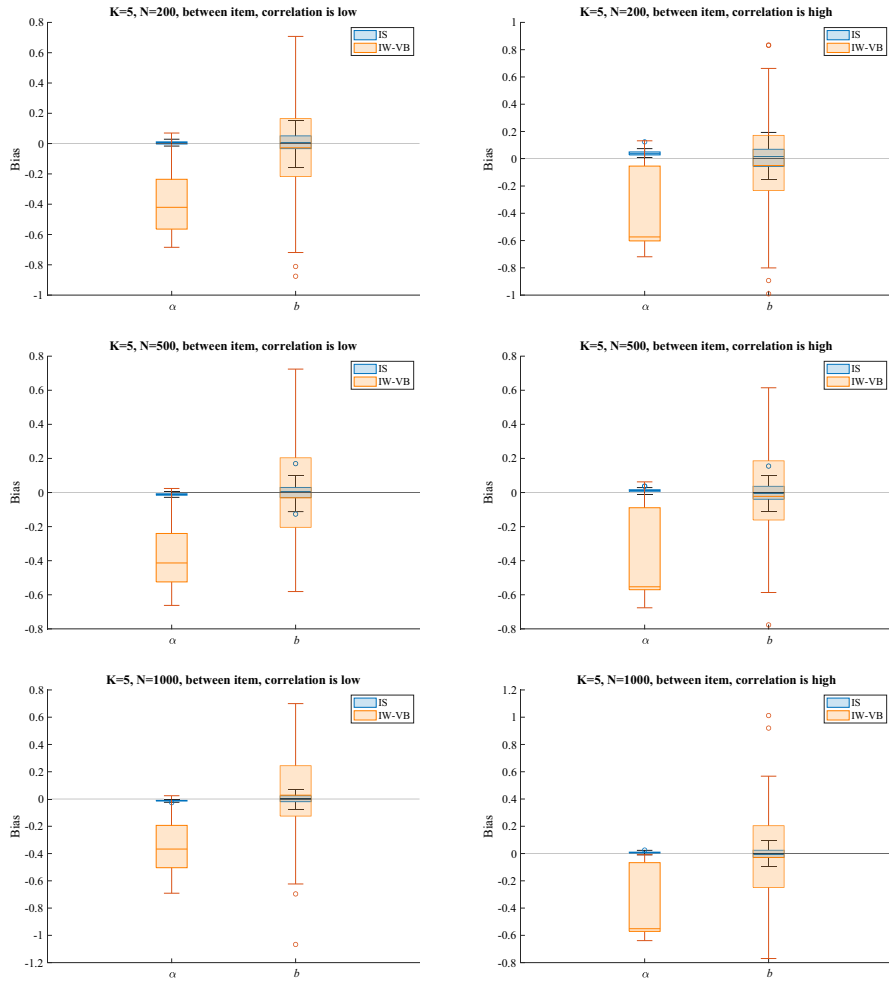 K=5, N=200, between item, correlation is low
0.8
0.6
0.4
0.2
0
-0.2
-0.4
-0.6
-0.8
-1
Bias
α
b
IS
IW-VB
K=5, N=200, between item, correlation is high
1
0.8
0.6
0.4
0.2
0
-0.2
-0.4
-0.6
-0.8
-1
Bias
α
b
IS
IW-VB
K=5, N=500, between item, correlation is low
0.8
0.6
0.4
0.2
0
-0.2
-0.4
-0.6
-0.8
Bias
α
b
IS
IW-VB
K=5, N=500, between item, correlation is high
0.8
0.6
0.4
0.2
0
-0.2
-0.4
-0.6
-0.8
Bias
α
b
IS
IW-VB
K=5, N=1000, between item, correlation is low
0.8
0.6
0.4
0.2
0
-0.2
-0.4
-0.6
-0.8
-1
-1.2
Bias
α
b
IS
IW-VB
K=5, N=1000, between item, correlation is high
1.2
1
0.8
0.6
0.4
0.2
0
-0.2
-0.4
-0.6
-0.8
Bias
α
b
IS
IW-VB